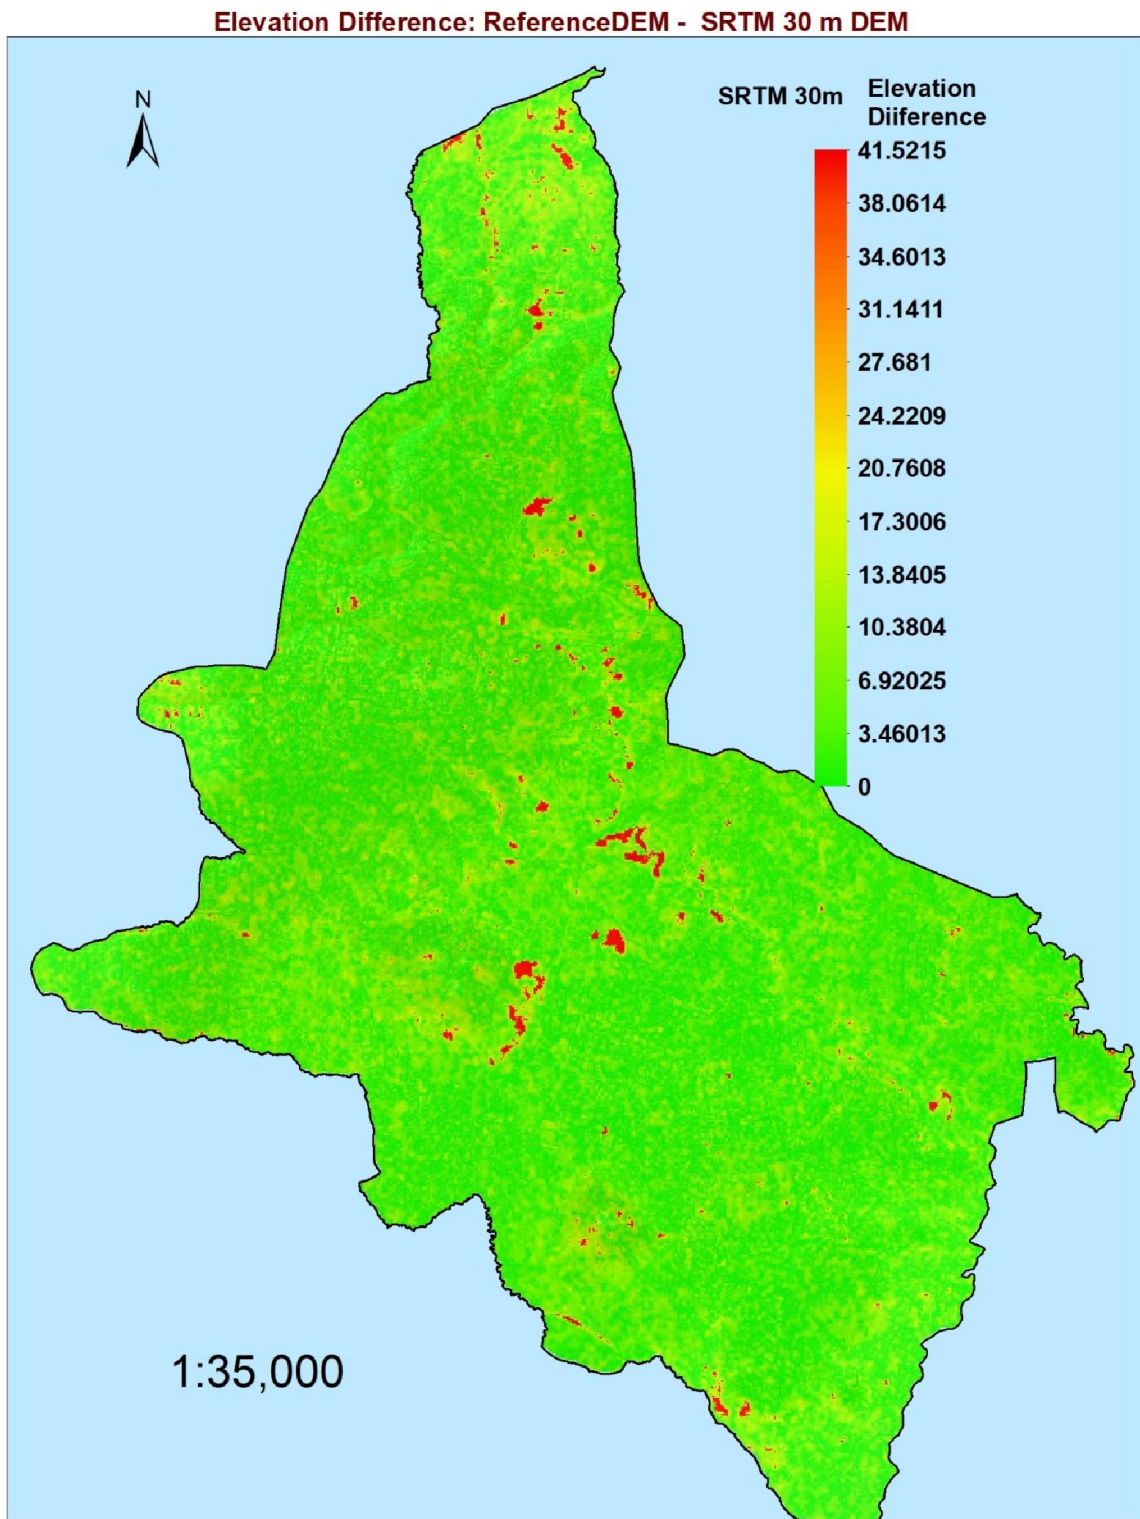 Elevation Difference: ReferenceDEM - SRTM 30 m DEM
N
SRTM 30m
Elevation
Diifference
41.5215
38.0614
34.6013
31.1411
27.681
24.2209
20.7608
17.3006
13.8405
10.3804
6.92025
3.46013
0
1:35,000